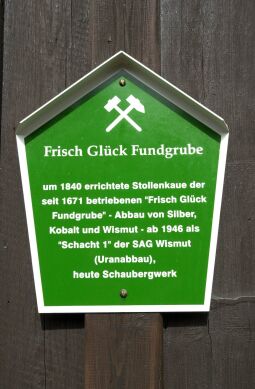 Frisch Glück Fundgrube
um 1840 errichtete Stollenkaue der
seit 1671 betriebenen "Frisch Glück
Fundgrube" - Abbau von Silber,
Kobalt und Wismut - ab 1946 als
"Schacht 1" der SAG Wismut
(Uranabbau),
heute Schaubergwerk